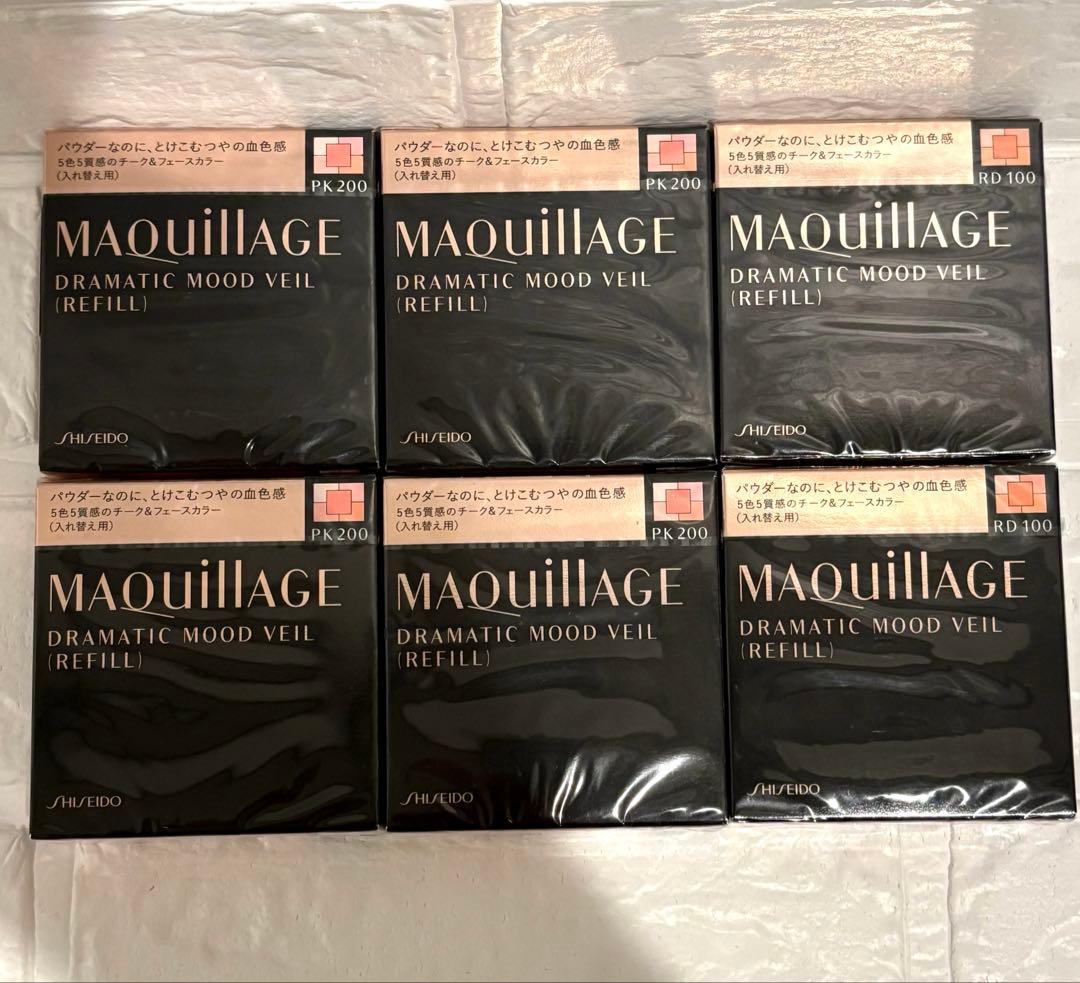 パウダーなのに、とけこむつやの血色感
5色5質感のチーク&フェースカラー
(入れ替え用)
PK200
MAQuillAGE
DRAMATIC MOOD VEIL
(REFILL)
SHISEIDO
パウダーなのに、とけこむつやの血色感
5色5質感のチーク&フェースカラー
(入れ替え用)
PK200
MAQuillAGE
DRAMATIC MOOD VEIL
(REFILL)
SHISEIDO
パウダーなのに、とけこむつやの血色感
5色5質感のチーク&フェースカラー
(入れ替え用)
RD100
MAQuillAGE
DRAMATIC MOOD VEIL
(REFILL)
SHISEIDO
パウダーなのに、とけこむつやの血色感
5色5質感のチーク&フェースカラー
(入れ替え用)
PK200
MAQuillAGE
DRAMATIC MOOD VEIL
(REFILL)
SHISEIDO
パウダーなのに、とけこむつやの血色感
5色5質感のチーク&フェースカラー
(入れ替え用)
PK200
MAQuillAGE
DRAMATIC MOOD VEIL
(REFILL)
SHISEIDO
パウダーなのに、とけこむつやの血色感
5色5質感のチーク&フェースカラー
(入れ替え用)
RD100
MAQuillAGE
DRAMATIC MOOD VEIL
(REFILL)
SHISEIDO